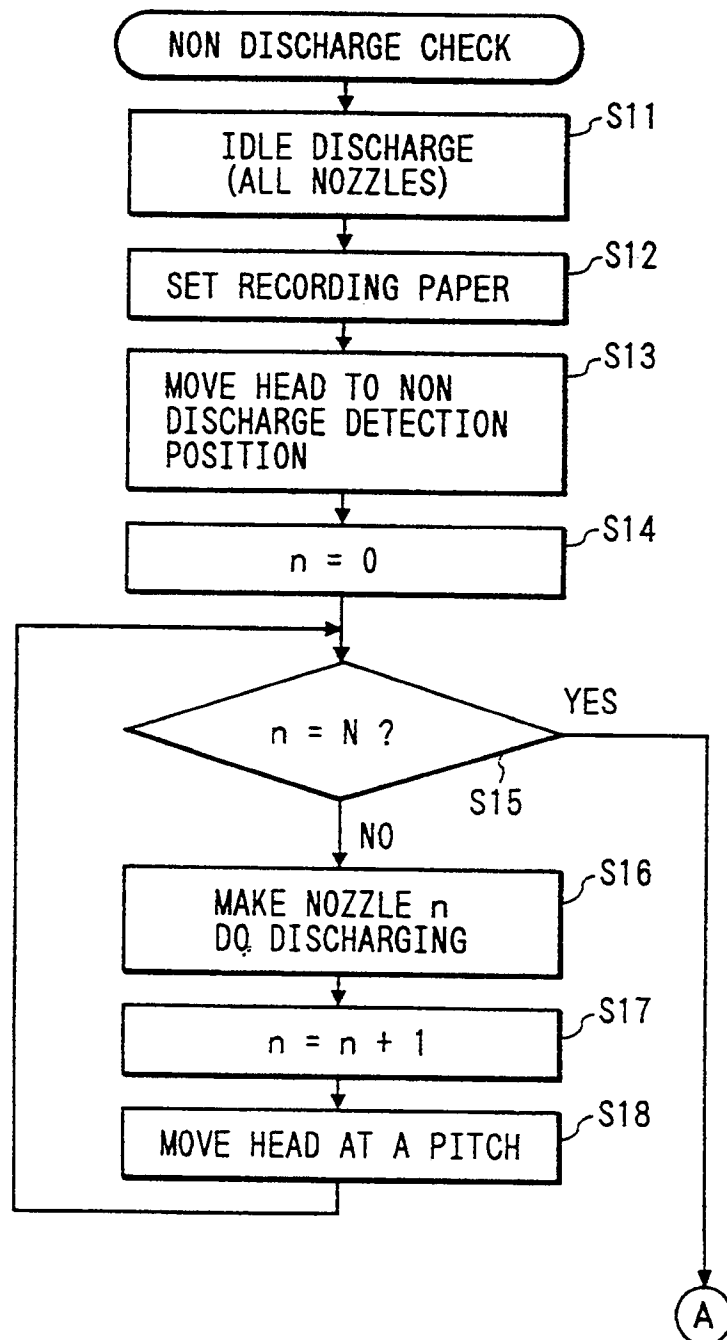 NON DISCHARGE CHECK
S11
IDLE DISCHARGE
(ALL NOZZLES)
S12
SET RECORDING PAPER
S13
MOVE HEAD TO NON
DISCHARGE DETECTION
POSITION
S14
n = 0
n = N ?
YES
S15
NO
S16
MAKE NOZZLE n
DO DISCHARGING
S17
n = n + 1
S18
MOVE HEAD AT A PITCH
A